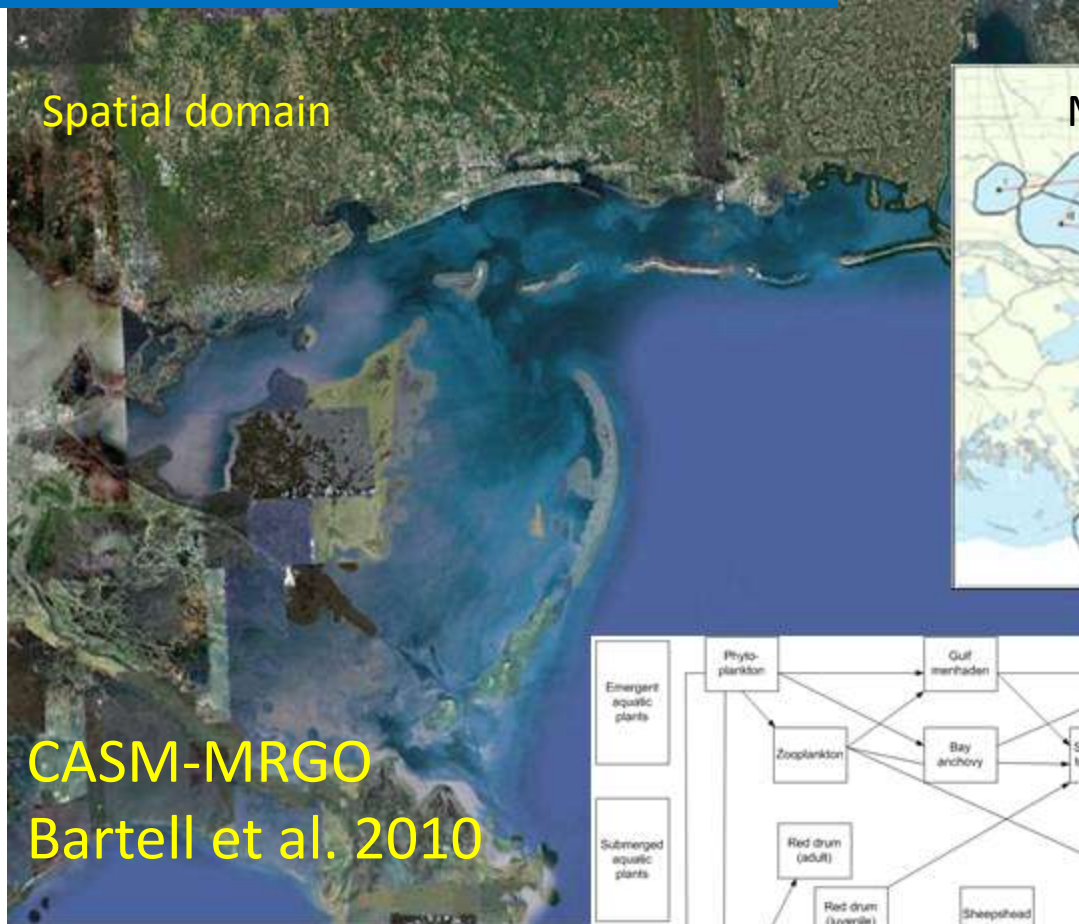 Spatial domain
CASM-MRGO
Bartell et al. 2010
Emergent
aquatic
plants
Phyto-
plankton
Gulf
menhaden
Zooplankton
Bay
anchovy
Submerged
aquatic
plants
Red drum
(adult)
Red drum
(juvenile)
Sheepshead